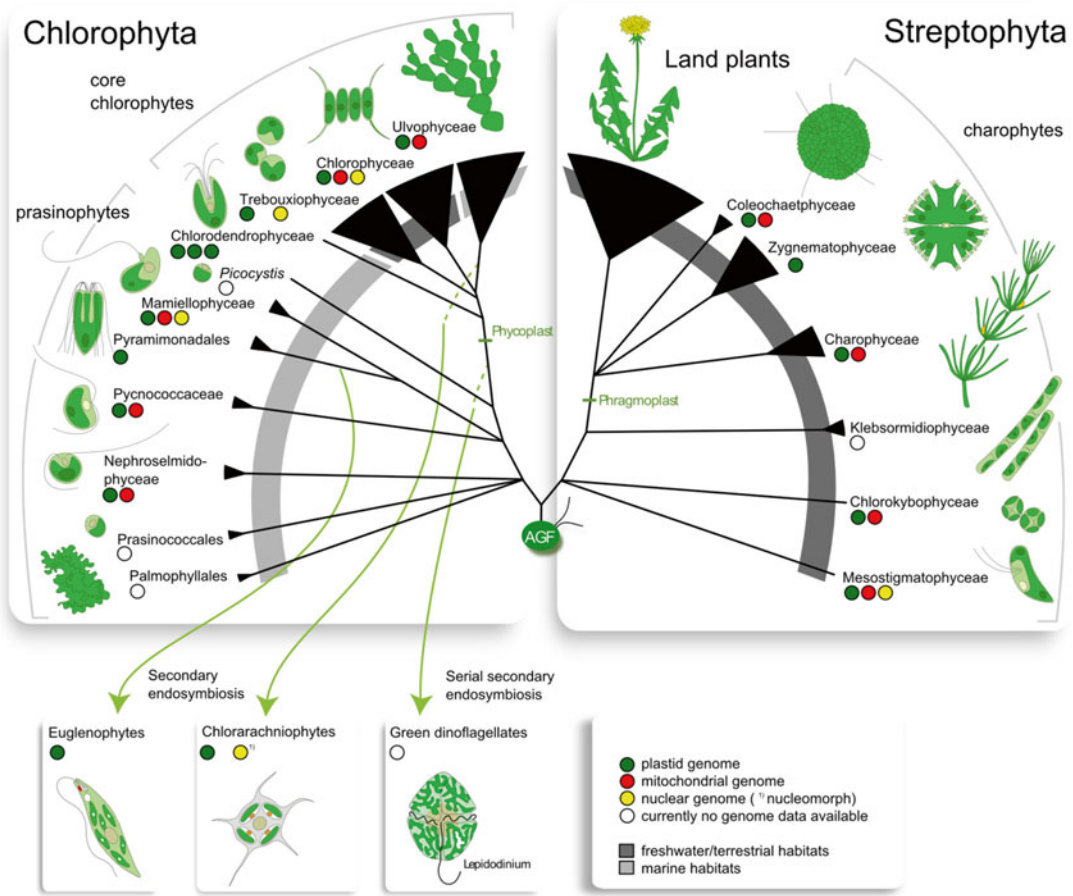 Chlorophyta
core
chlorophytes
prasinophytes
Ulvophyceae
Chlorophyceae
Trebouxiophyceae
Chlorodendrophyceae
Picocystis
Mamiellophyceae
Pyramimonadales
Pycnococcaceae
Nephroselmido-
phyceae
Prasinococcales
Palmophyllales
Phycoplast
AGF
Streptophyta
Land plants
charophytes
Coleochaetphyceae
Zygnematophyceae
Charophyceae
Phragmoplast
Klebsormidiophyceae
Chlorokybophyceae
Mesostigmatophyceae
Secondary
endosymbiosis
Serial secondary
endosymbiosis
Euglenophytes
Chlorarachniophytes
1)
Green dinoflagellates
Lepidodinium
plastid genome
mitochondrial genome
nuclear genome ( 1) nucleomorph)
currently no genome data available
freshwater/terrestrial habitats
marine habitats